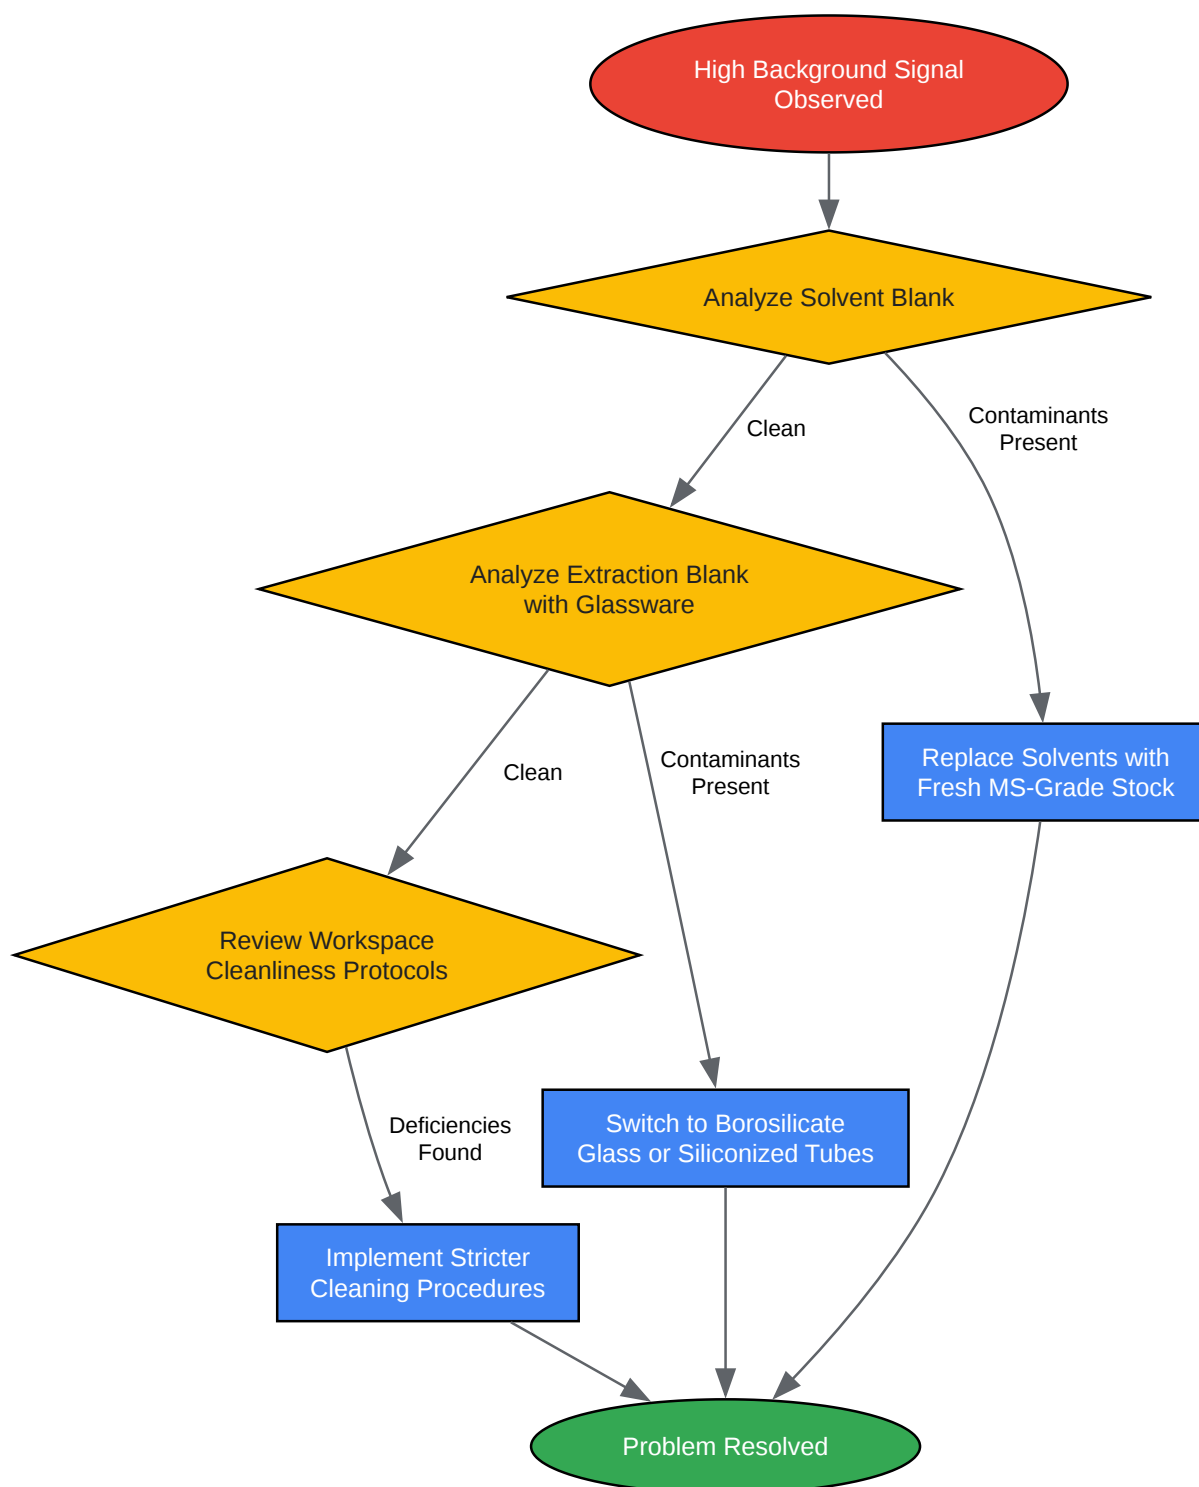 High Background Signal
Observed
Analyze Solvent Blank
Clean
Contaminants
Present
Analyze Extraction Blank
with Glassware
Clean
Contaminants
Present
Replace Solvents with
Fresh MS-Grade Stock
Review Workspace
Cleanliness Protocols
Deficiencies
Found
Switch to Borosilicate
Glass or Siliconized Tubes
Implement Stricter
Cleaning Procedures
Problem Resolved